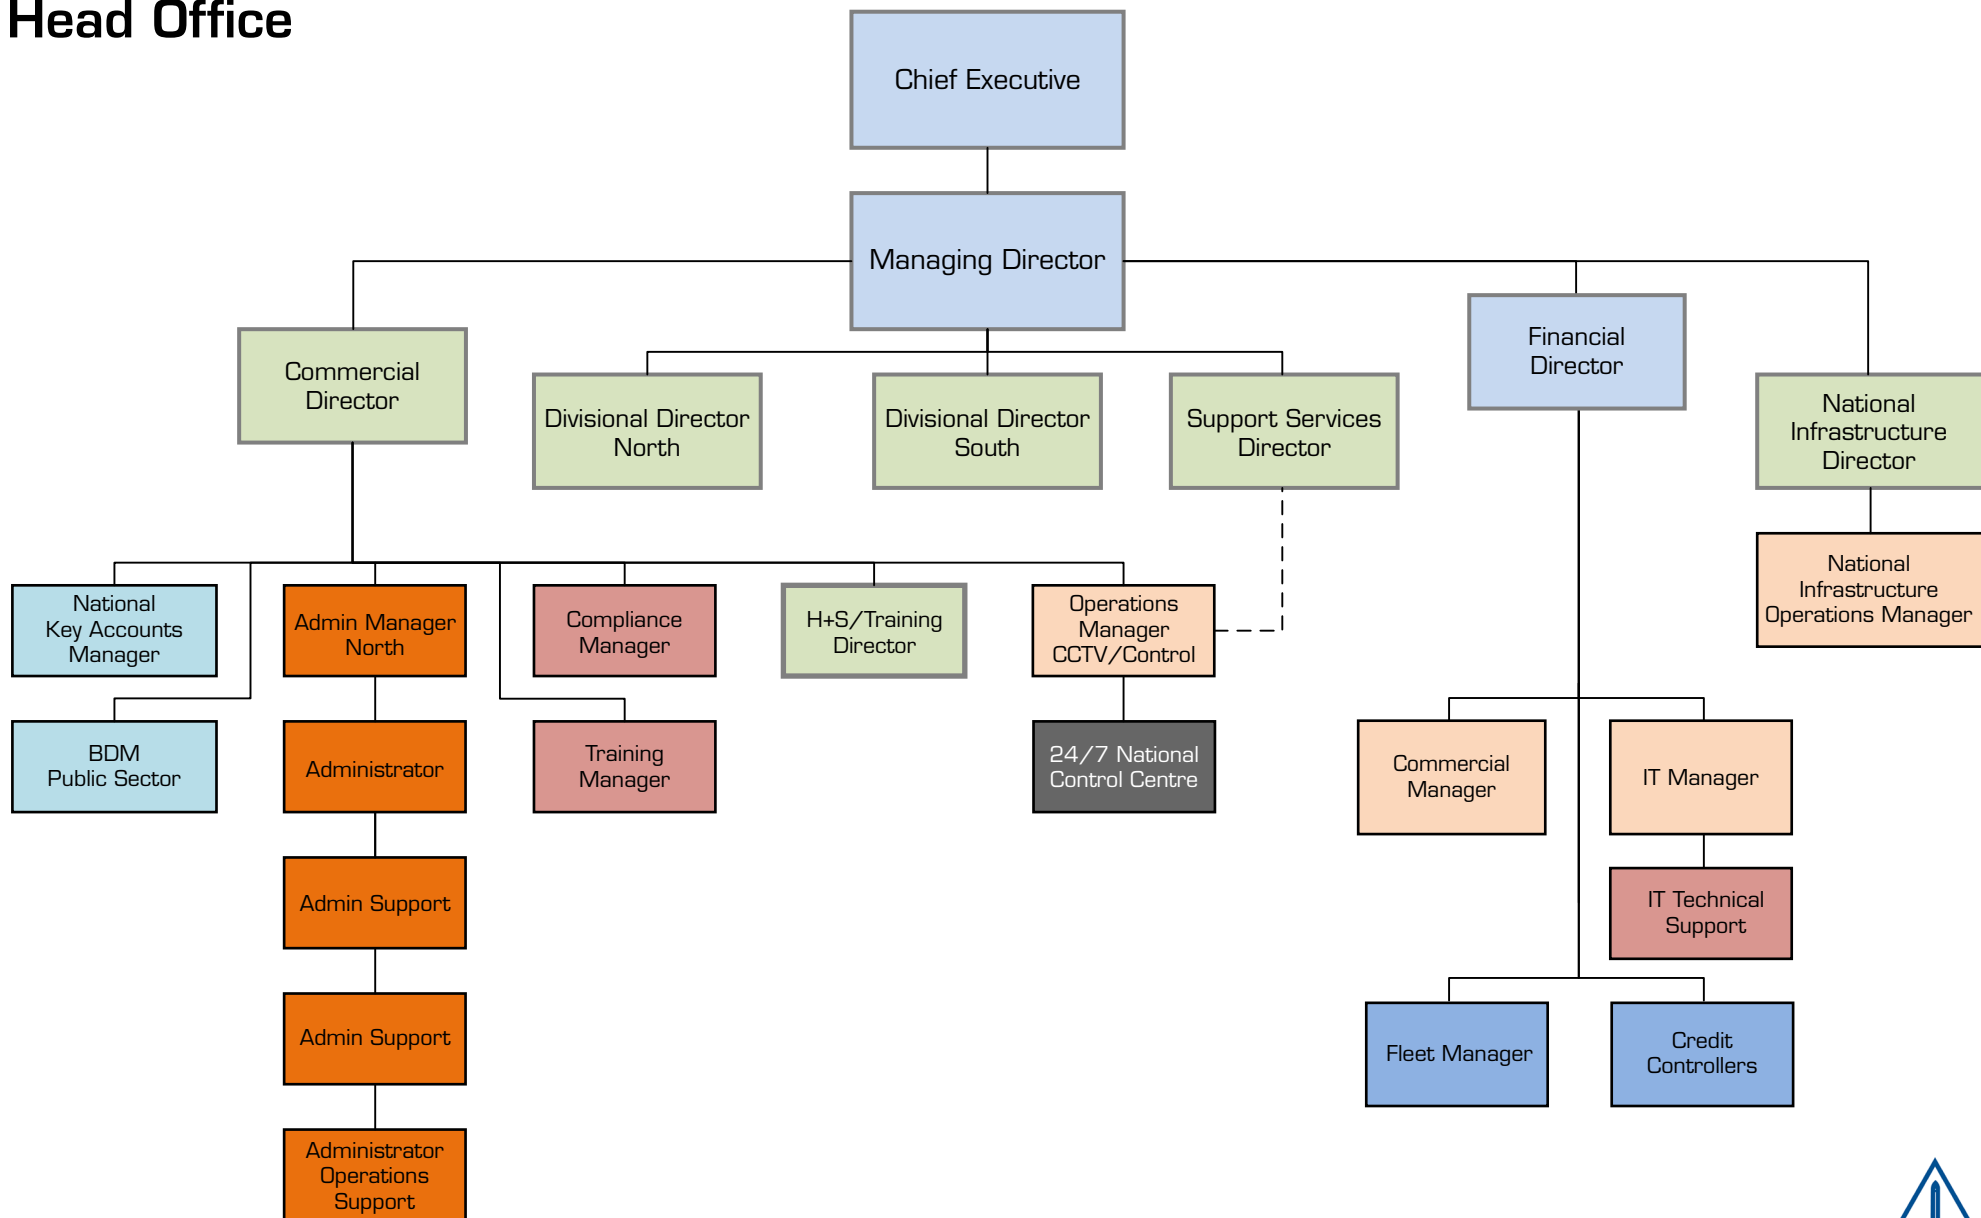 Head Office
Chief Executive
Managing Director
Commercial
Director
Divisional Director
North
Divisional Director
South
Support Services
Director
Financial
Director
National
Infrastructure
Director
National
Key Accounts
Manager
Admin Manager
North
Compliance
Manager
H+S/Training
Director
Operations
Manager
CCTV/Control
National
Infrastructure
Operations Manager
BDM
Public Sector
Administrator
Training
Manager
24/7 National
Control Centre
Commercial
Manager
IT Manager
Admin Support
IT Technical
Support
Admin Support
Fleet Manager
Credit
Controllers
Administrator
Operations
Support